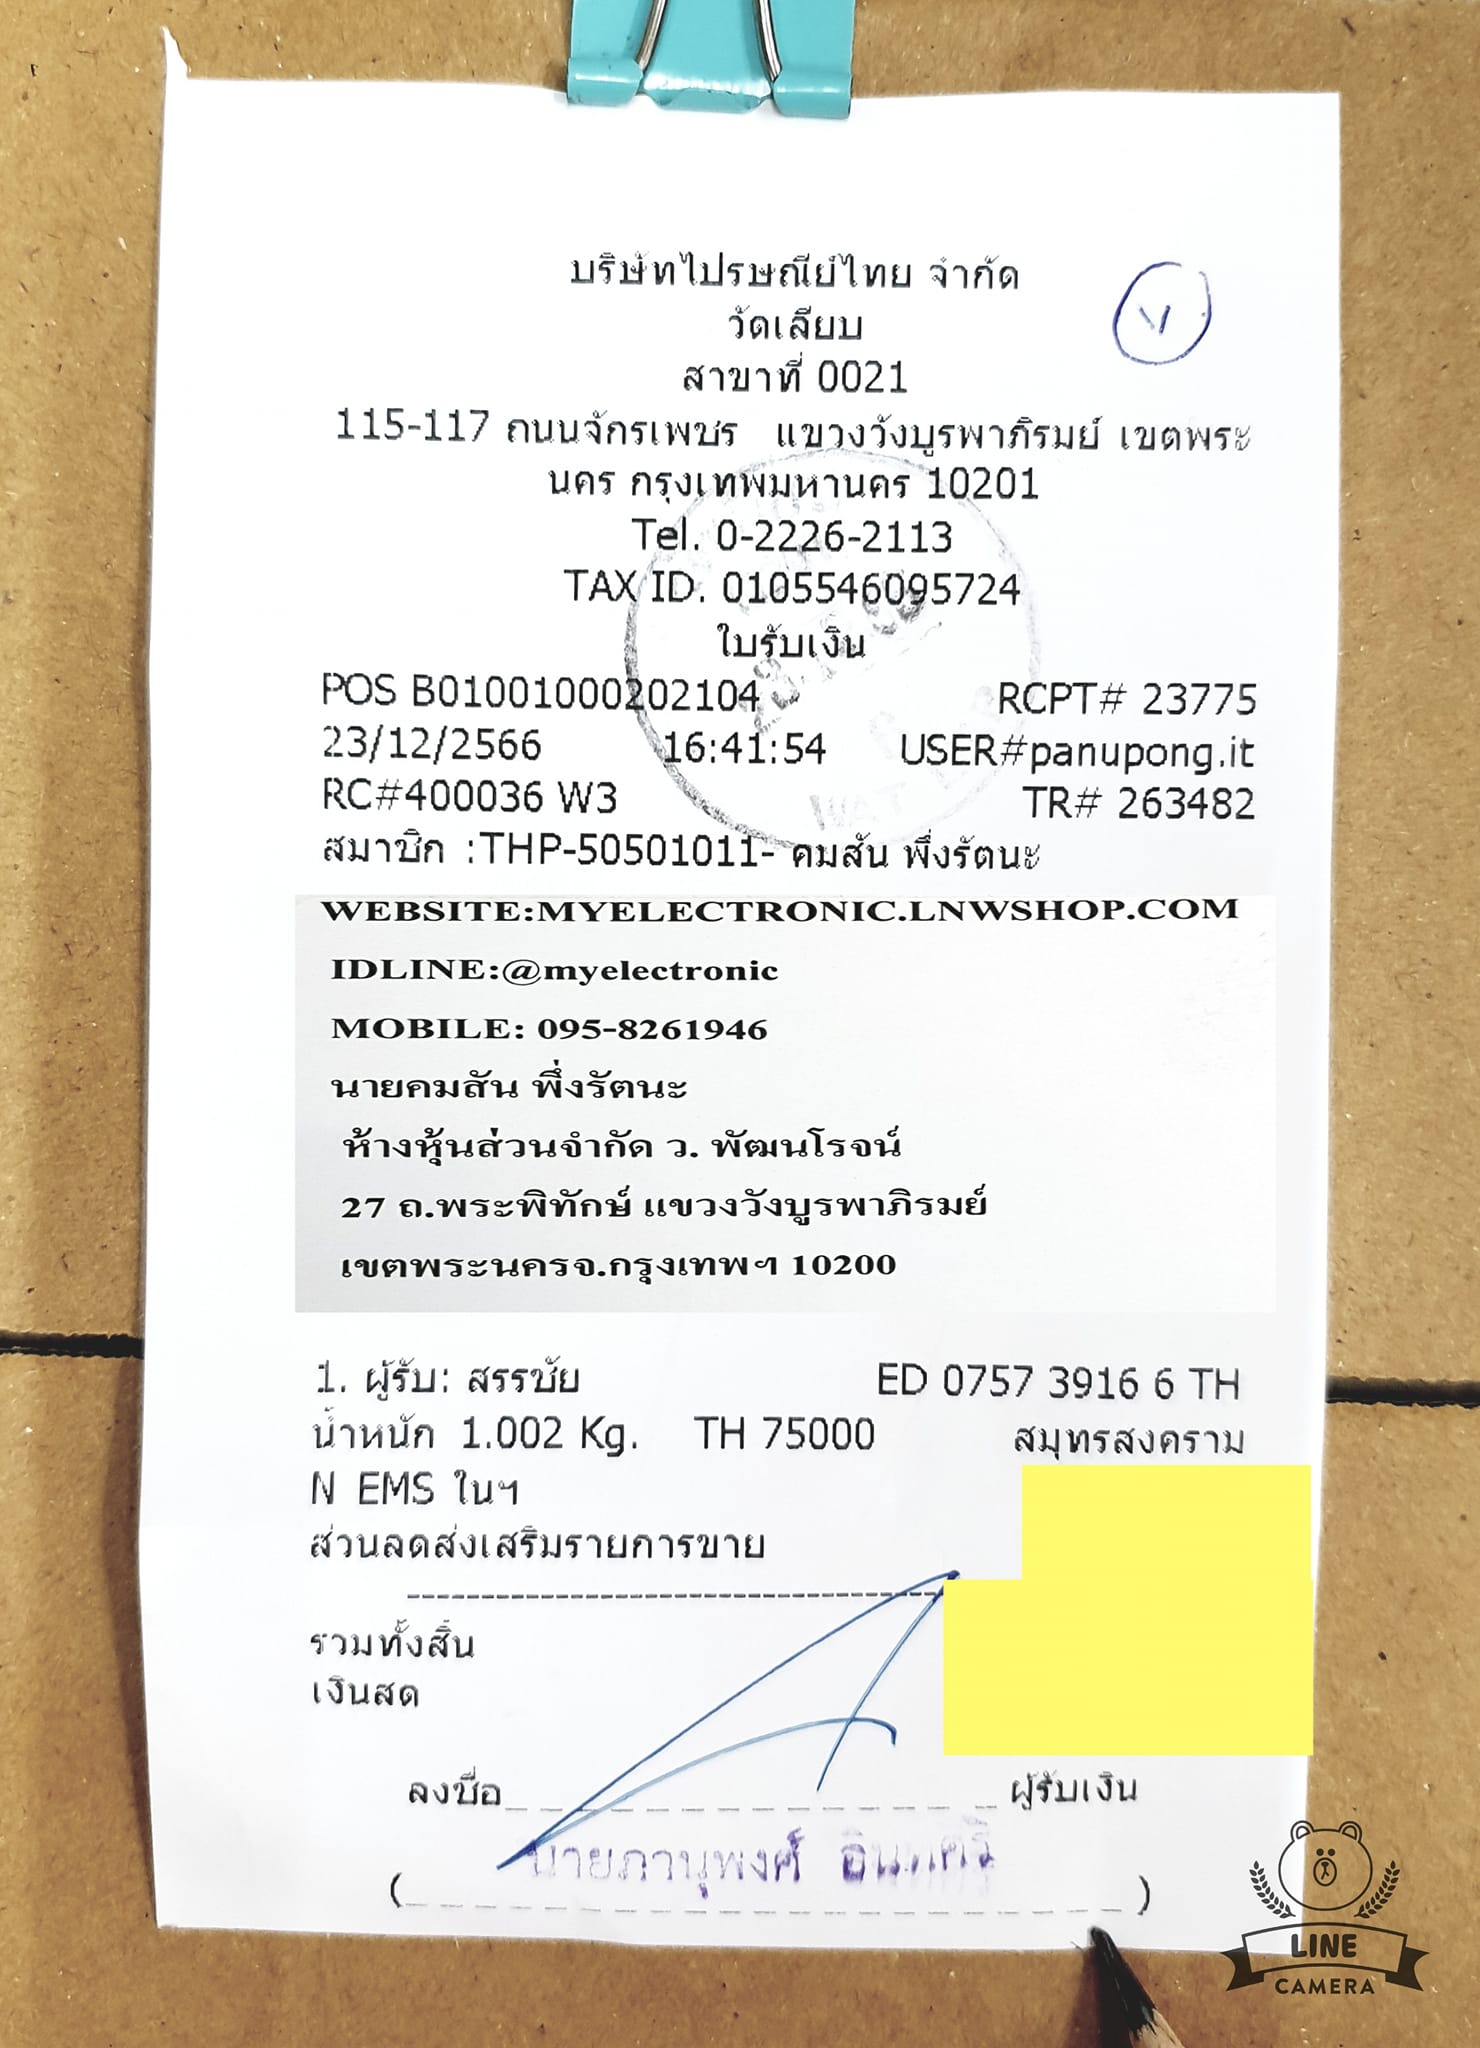 บริษัทไปรษณีย์ไทย จำกัด
วัดเลียบ
สาขาที่ 0021
115-117 ถนนจักรเพชร แขวงวังบูรพาภิรมย์ เขตพระ
นคร กรุงเทพมหานคร 10201
Tel. 0-2226-2113
TAX ID. 0105546095724
ใบรับเงิน
POS B01001000202104 RCPT# 23775
23/12/2566 16:41:54 USER#panupong.it
RC#400036 W3 TR# 263482
สมาชิก :THP-50501011- คมสัน พึ่งรัตนะ
WEBSITE:MYELECTRONIC.LNWSHOP.COM
IDLINE:@myelectronic
MOBILE: 095-8261946
นายคมสัน พึ่งรัตนะ
ห้างหุ้นส่วนจำกัด ว. พัฒนโรจน์
27 ถ.พระพิทักษ์ แขวงวังบูรพาภิรมย์
เขตพระนครจ.กรุงเทพฯ 10200
1. ผู้รับ: สรรชัย ED 0757 3916 6 TH
น้ำหนัก 1.002 Kg. TH 75000 สมุทรสงคราม
N EMS ในฯ
ส่วนลดส่งเสริมรายการขาย
รวมทั้งสิ้น
เงินสด
ลงชื่อ ผู้รับเงิน
นายภานุพงศ์ อินทศรี
LINE
CAMERA